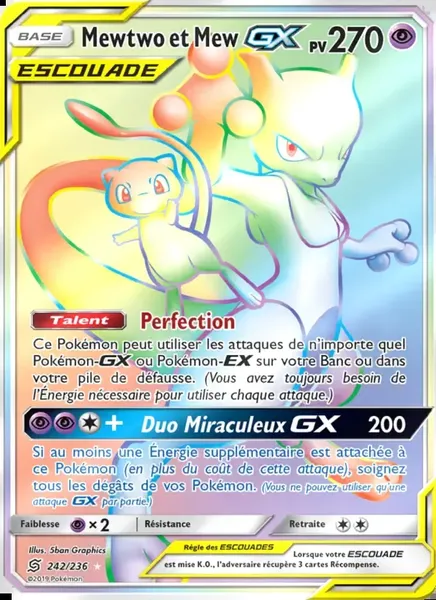 BASE Mewtwo et Mew GX PV270
ESCOUADE
Talent Perfection
Ce Pokémon peut utiliser les attaques de n'importe quel
Pokémon-GX ou Pokémon-EX sur votre Banc ou dans
votre pile de défausse. (Vous avez toujours besoin de
l'Énergie nécessaire pour utiliser chaque attaque.)
+ Duo Miraculeux GX 200
Si au moins une Énergie supplémentaire est attachée à
ce Pokémon (en plus du coût de cette attaque), soignez
tous les dégâts de vos Pokémon. (Vous ne pouvez utiliser qu'une
attaque GX par partie.)
Faiblesse ×2 Résistance Retraite
Illus. 5ban Graphics
242/236
©2019 Pokémon
Règle des ESCOUADES
Lorsque votre ESCOUADE
est mise K.O., l'adversaire récupère 3 cartes Récompense.